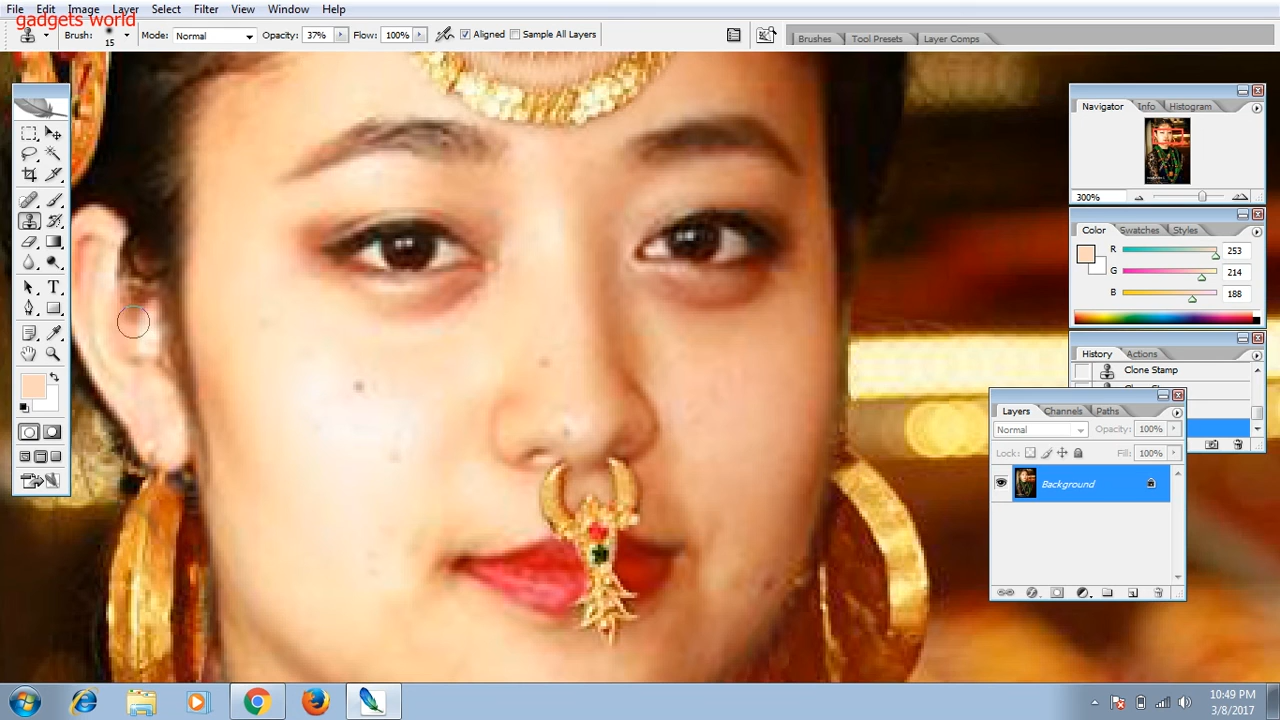 File Edit Image Layer Select Filter View Window Help
gadgets world
Brush: 15 Mode: Normal Opacity: 37% Flow: 100% Aligned Sample All Layers Brushes Tool Presets Layer Comps
Navigator Info Histogram
300%
Color Swatches Styles
R 253
G 214
B 188
History Actions
Clone Stamp
Layers Channels Paths
Normal Opacity: 100%
Lock: Fill: 100%
Background
10:49 PM
3/8/2017